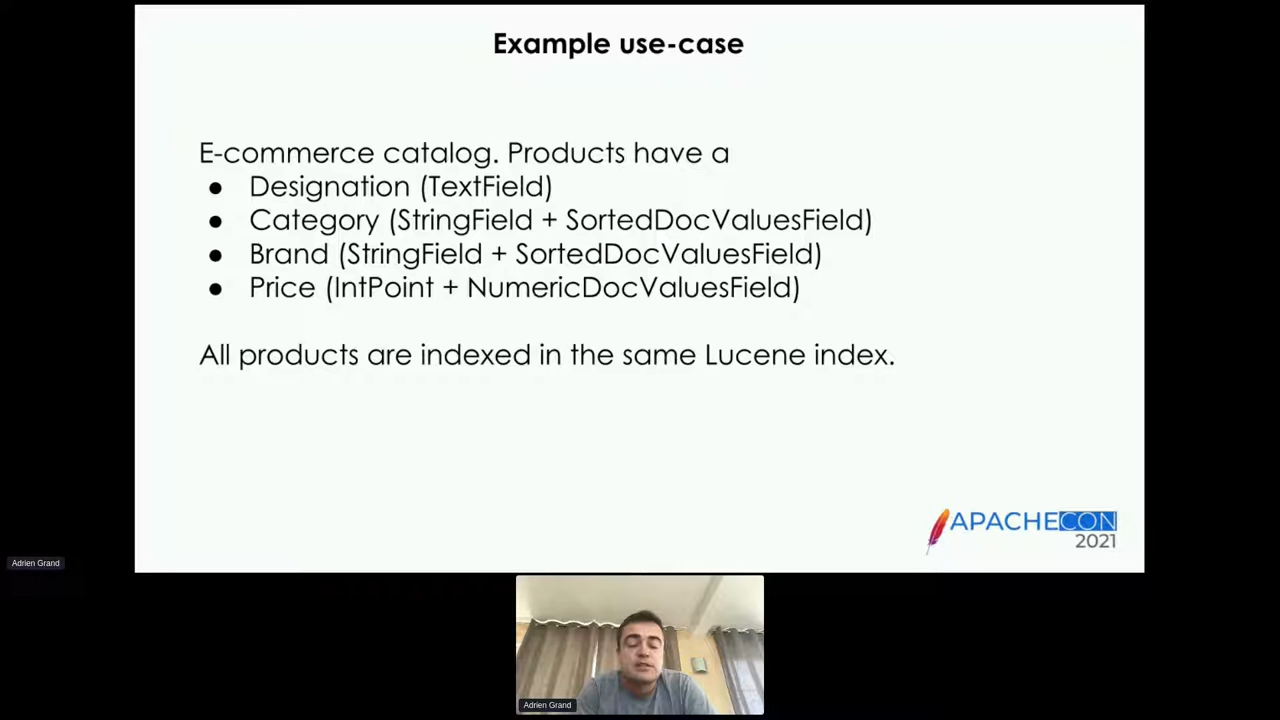 Example use-case
E-commerce catalog. Products have a
● Designation (TextField)
● Category (StringField + SortedDocValuesField)
● Brand (StringField + SortedDocValuesField)
● Price (IntPoint + NumericDocValuesField)
All products are indexed in the same Lucene index.
APACHECON
2021
Adrien Grand
Adrien Grand